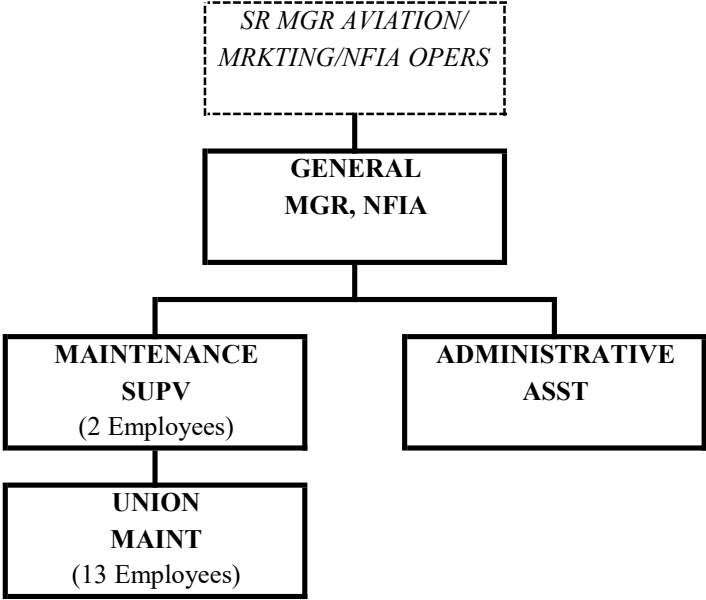 SR MGR AVIATION/
MRKTING/NFIA OPERS
GENERAL
MGR, NFIA
MAINTENANCE
SUPV
(2 Employees)
ADMINISTRATIVE
ASST
UNION
MAINT
(13 Employees)